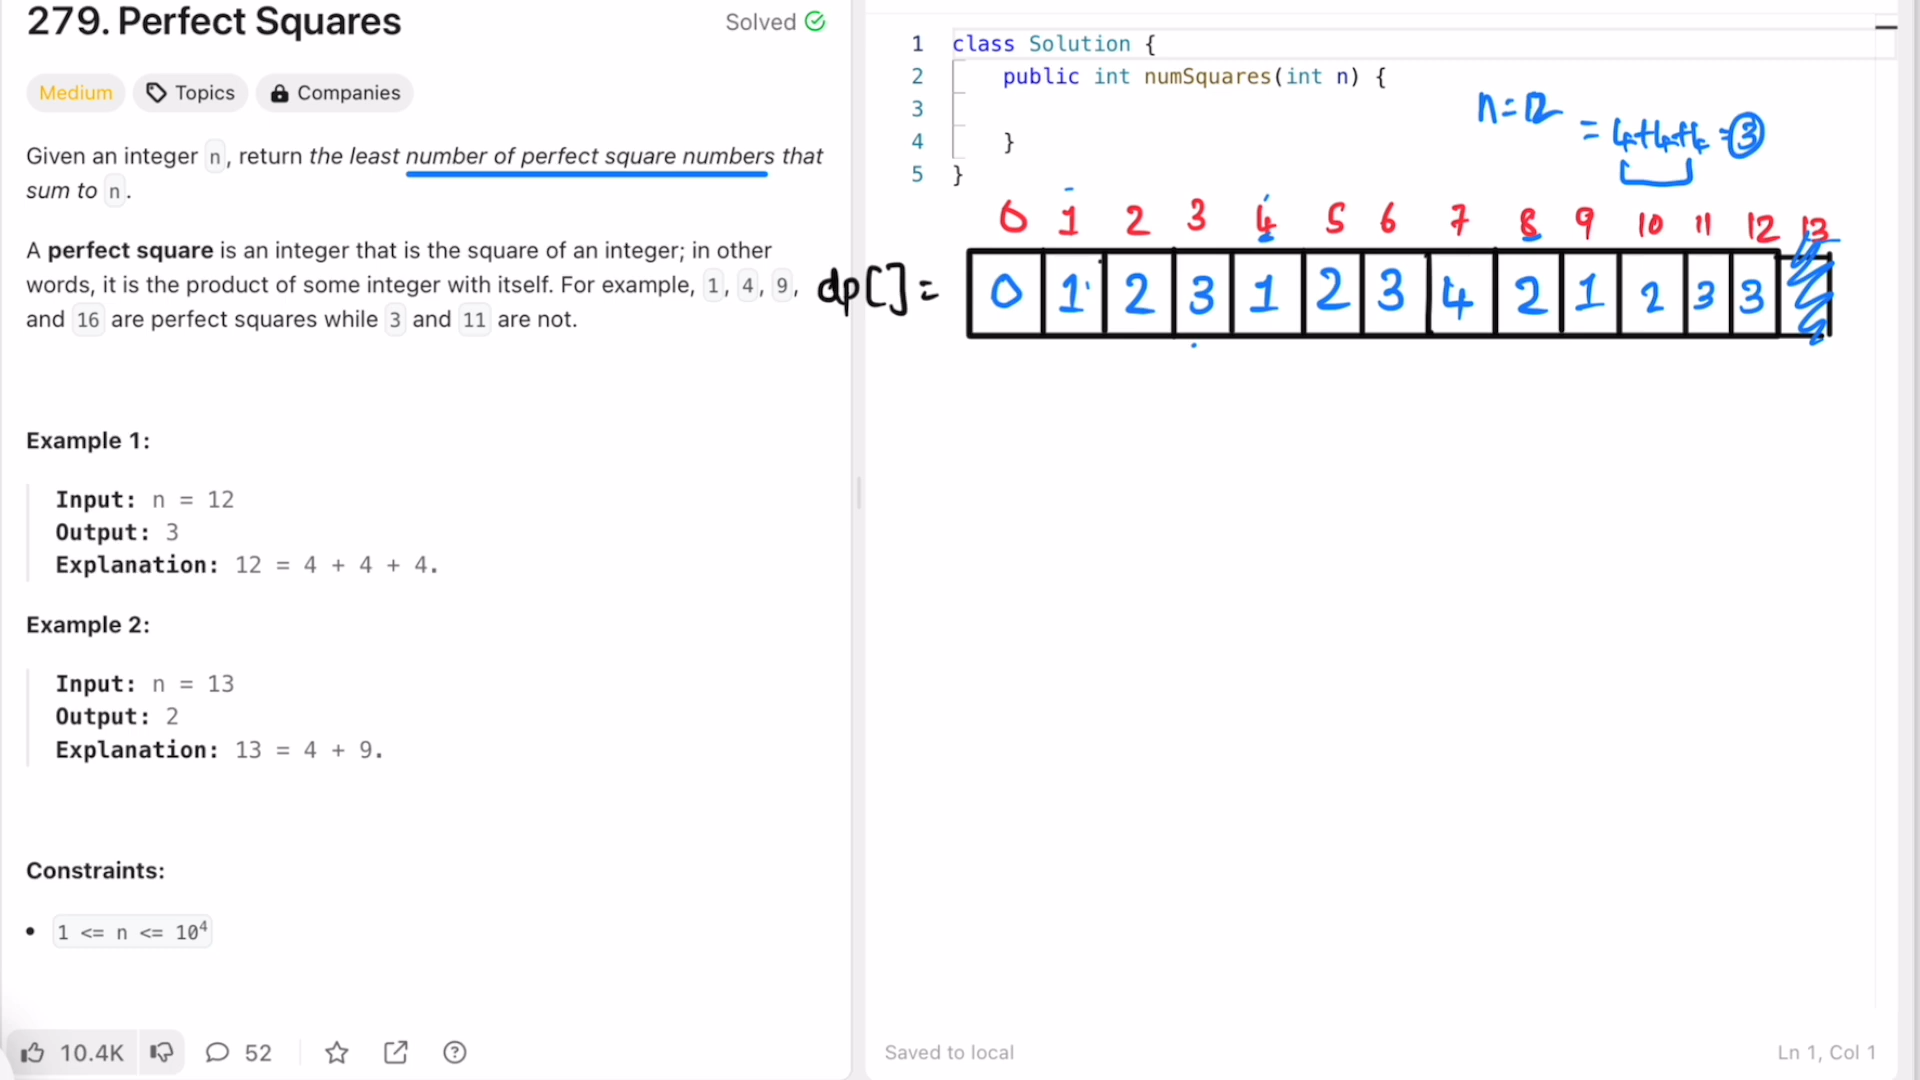 279. Perfect Squares
Solved
Medium
Topics
Companies
Given an integer n, return the least number of perfect square numbers that
sum to n.
A perfect square is an integer that is the square of an integer; in other
words, it is the product of some integer with itself. For example, 1, 4, 9,
and 16 are perfect squares while 3 and 11 are not.
Example 1:
Input: n = 12
Output: 3
Explanation: 12 = 4 + 4 + 4.
Example 2:
Input: n = 13
Output: 2
Explanation: 13 = 4 + 9.
Constraints:
1 <= n <= 10⁴
10.4K
52
1 class Solution {
2 public int numSquares(int n) {
3
4 }
5 }
n=12
= 4+4+4 = 3
0 1 2 3 4 5 6 7 8 9 10 11 12 13
dp[] = 0 1 2 3 1 2 3 4 2 1 2 3 3
Saved to local
Ln 1, Col 1